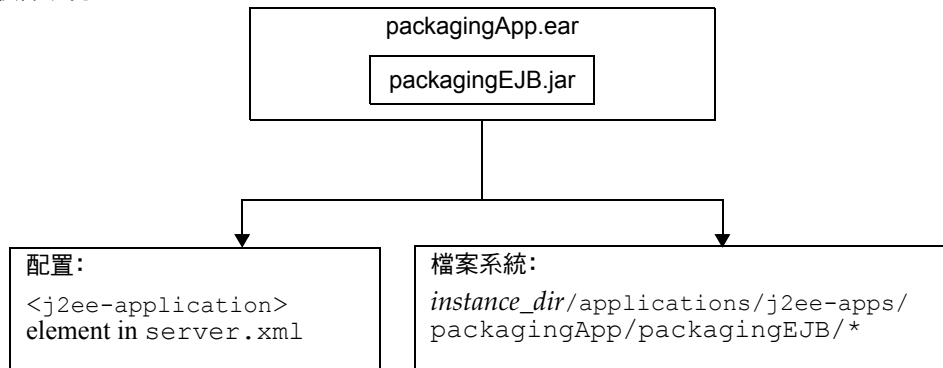 packagingApp.ear
packagingEJB.jar
配置:
<j2ee-application>
element in server.xml
檔案系統:
instance_dir/applications/j2ee-apps/
packagingApp/packagingEJB/*